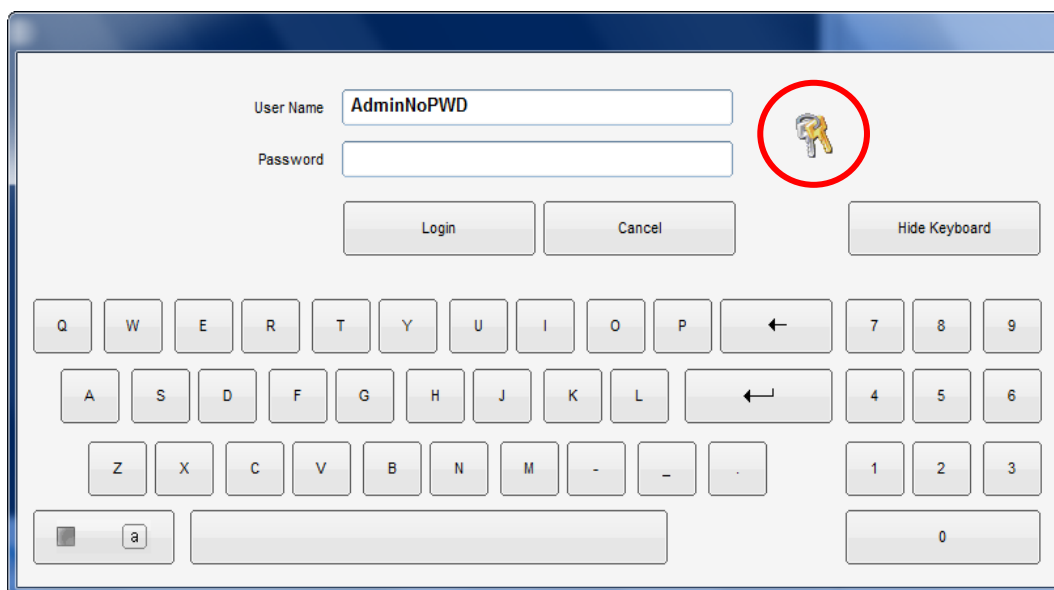 User Name AdminNoPWD
Password
Login Cancel Hide Keyboard
Q W E R T Y U I O P ← 7 8 9
A S D F G H J K L ↵ 4 5 6
Z X C V B N M - _ . 1 2 3
a 0